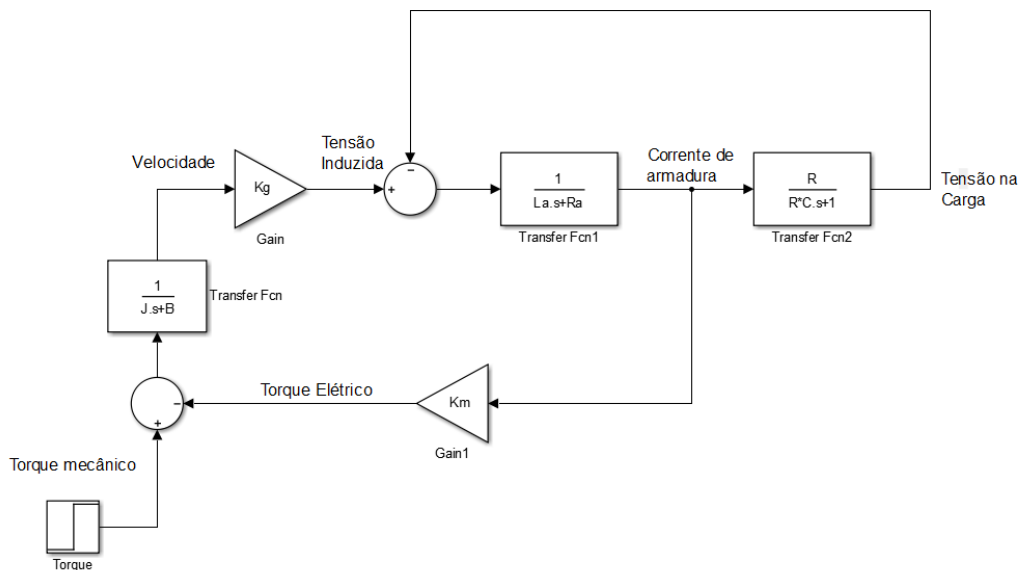 Velocidade
Kg
Gain
Tensão
Induzida
−
+
1
La.s+Ra
Transfer Fcn1
Corrente de
armadura
R
R*C.s+1
Transfer Fcn2
Tensão na
Carga
1
J.s+B
Transfer Fcn
−
+
Torque Elétrico
Km
Gain1
Torque mecânico
Torque